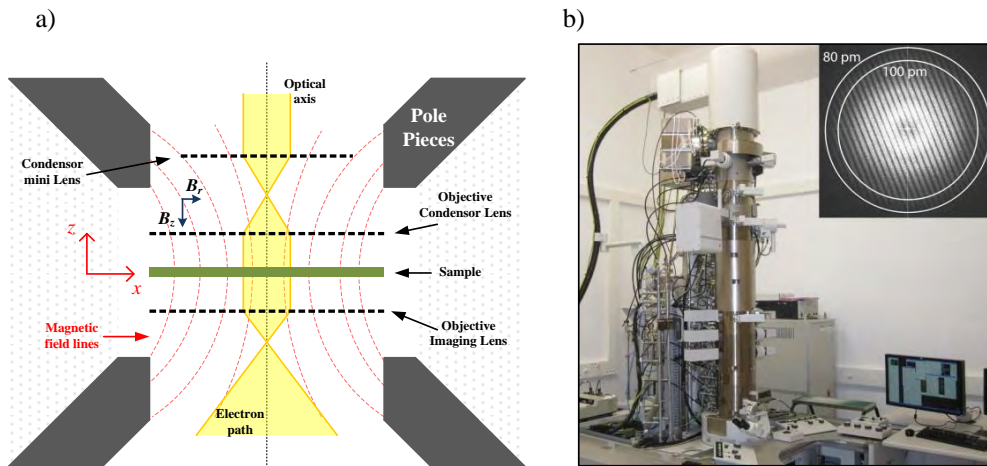 a)
b)
Optical
axis
Pole
Pieces
Condensor
mini Lens
B_r
B_z
Objective
Condensor Lens
z
Sample
x
Magnetic
field lines
Objective
Imaging Lens
Electron
path
80 pm
100 pm